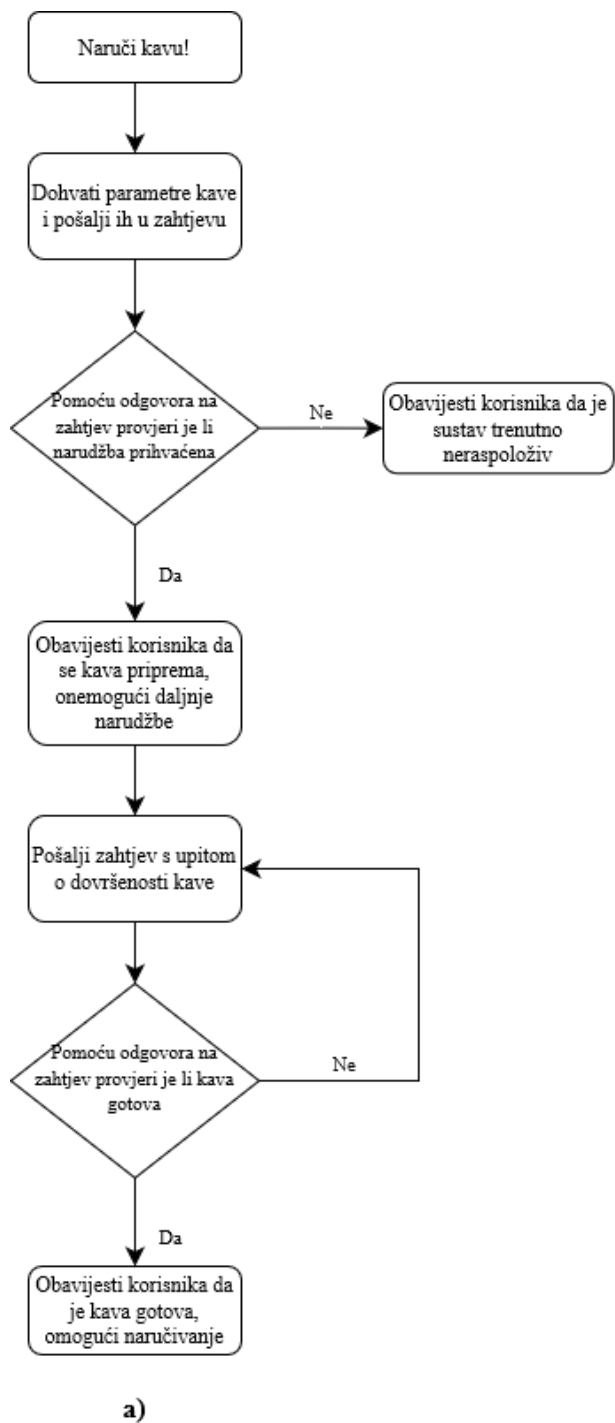 Naruči kavu!
Dohvati parametre kave
i pošalji ih u zahtjevu
Pomoću odgovora na
zahtjev provjeri je li
narudžba prihvaćena
Ne
Obavijesti korisnika da je
sustav trenutno
neraspoloživ
Da
Obavijesti korisnika da
se kava priprema,
onemogući daljnje
narudžbe
Pošalji zahtjev s upitom
o dovršenosti kave
Pomoću odgovora na
zahtjev provjeri je li kava
gotova
Ne
Da
Obavijesti korisnika da
je kava gotova,
omogući naručivanje
a)